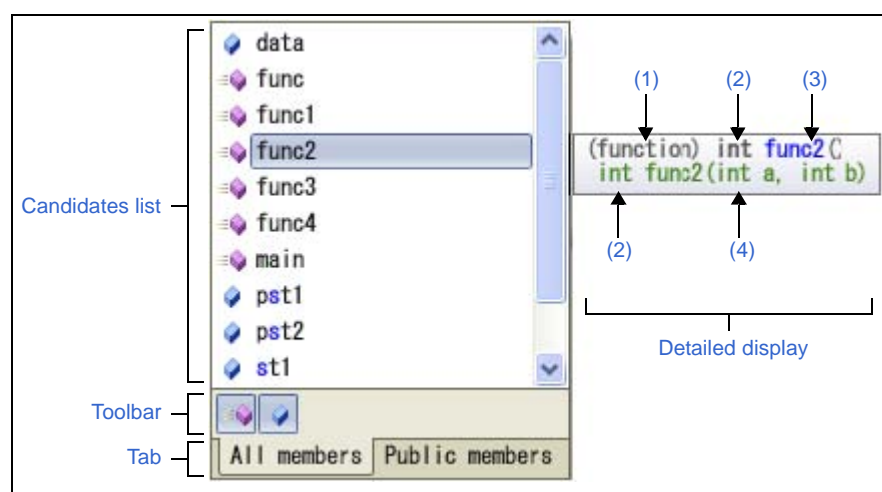 data
func
func1
func2
func3
func4
main
pst1
pst2
st1
Candidates list
(1) (2) (3)
(function) int func2(
int func2(int a, int b)
(2) (4)
Detailed display
Toolbar
Tab
All members Public members